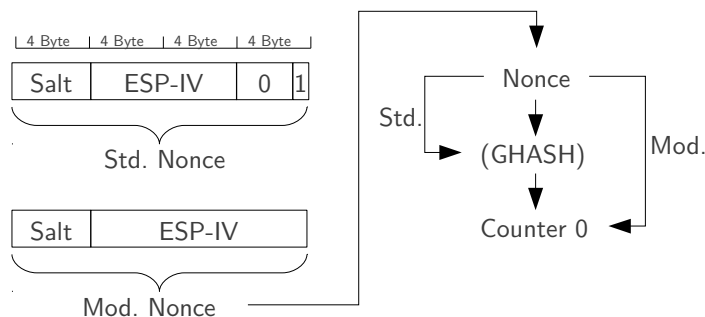 4 Byte 4 Byte 4 Byte 4 Byte
Salt ESP-IV 0 1
Std. Nonce
Salt ESP-IV
Mod. Nonce
Nonce
Std.
(GHASH)
Mod.
Counter 0